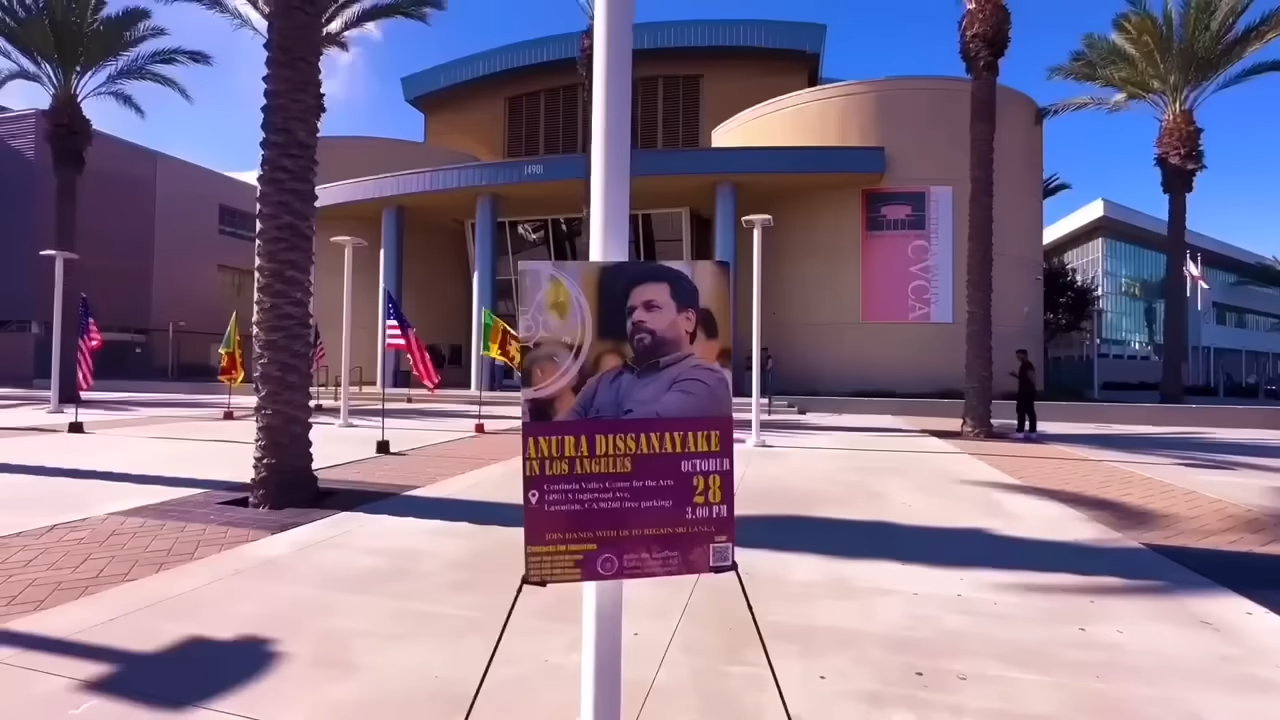 14901
CVCA
ANURA DISSANAYAKE
IN LOS ANGELES
OCTOBER
28
3.00 PM
Centinela Valley Center for the Arts
14901 S Inglewood Ave,
Lawndale, CA,90260 (free parking)
JOIN HANDS WITH US TO REGAIN SRI LANKA
Contacts For Inquiries